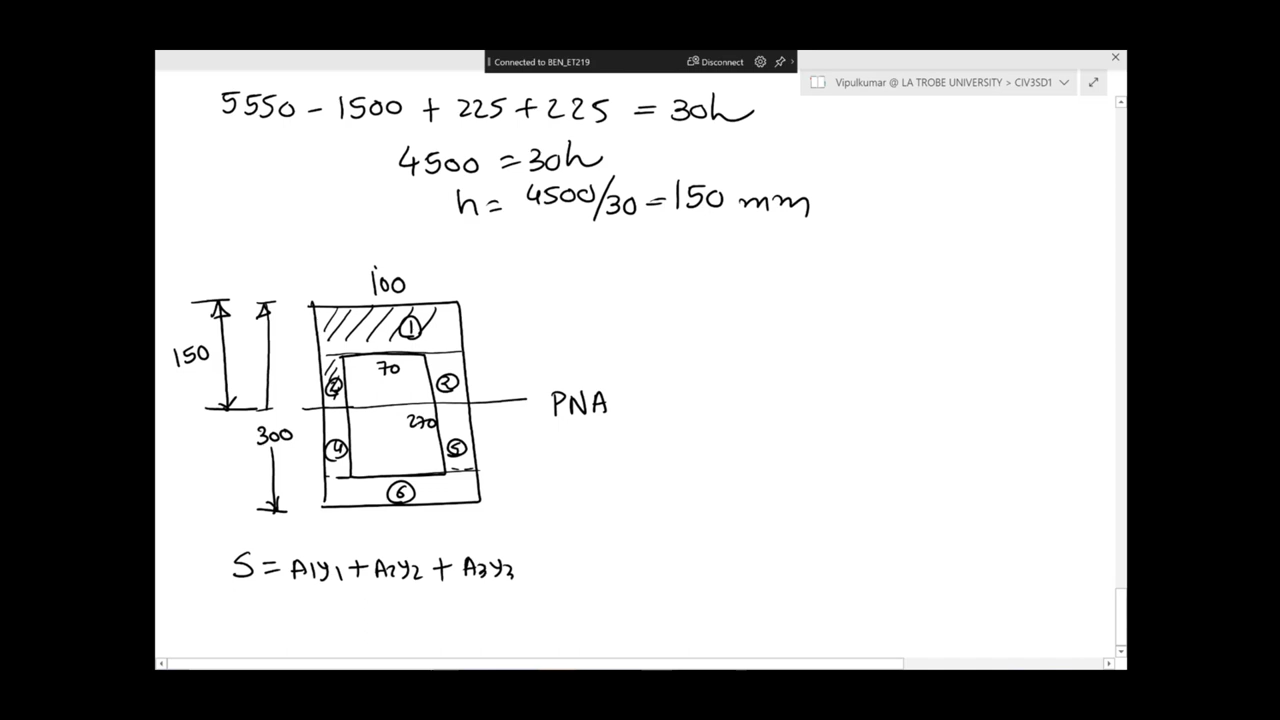 Connected to BEN_ET219
Disconnect
Vipulkumar @ LA TROBE UNIVERSITY > CIV3SD1
5550 - 1500 + 225 + 225 = 30h
4500 = 30h
h = 4500/30 = 150 mm
100
1
150
70
2
2
PNA
270
300
4
5
6
S = A1y1 + A2y2 + A3y3